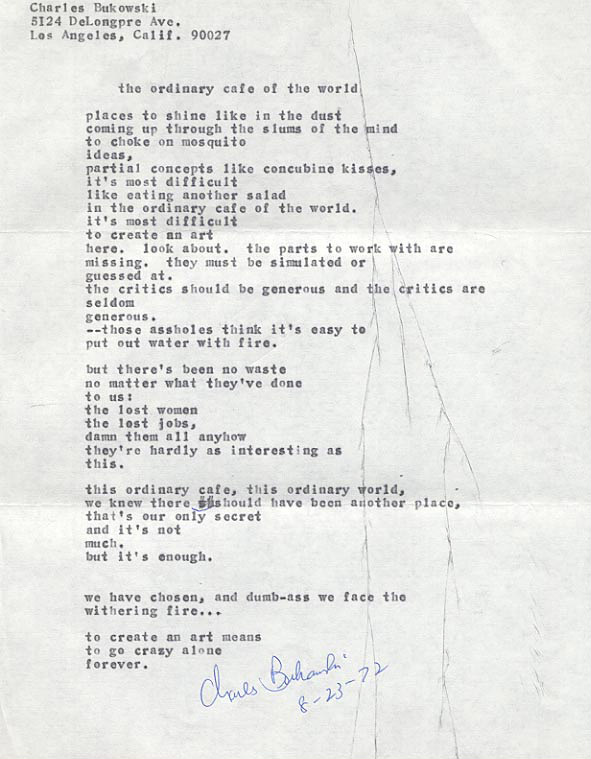 Charles Bukowski
5124 DeLongpre Ave.
Los Angeles, Calif. 90027
the ordinary cafe of the world
places to shine like in the dust
coming up through the slums of the mind
to choke on mosquito
ideas,
partial concepts like concubine kisses,
it's most difficult
like eating another salad
in the ordinary cafe of the world.
it's most difficult
to create an art
here. look about. the parts to work with are
missing. they must be simulated or
guessed at.
the critics should be generous and the critics are
seldom
generous.
--those assholes think it's easy to
put out water with fire.
but there's been no waste
no matter what they've done
to us:
the lost women
the lost jobs,
damn them all anyhow
they're hardly as interesting as
this.
this ordinary cafe, this ordinary world,
we knew there should have been another place,
that's our only secret
and it's not
much.
but it's enough.
we have chosen, and dumb-ass we face the
withering fire...
to create an art means
to go crazy alone
forever.
Charles Bukowski
8-23-72